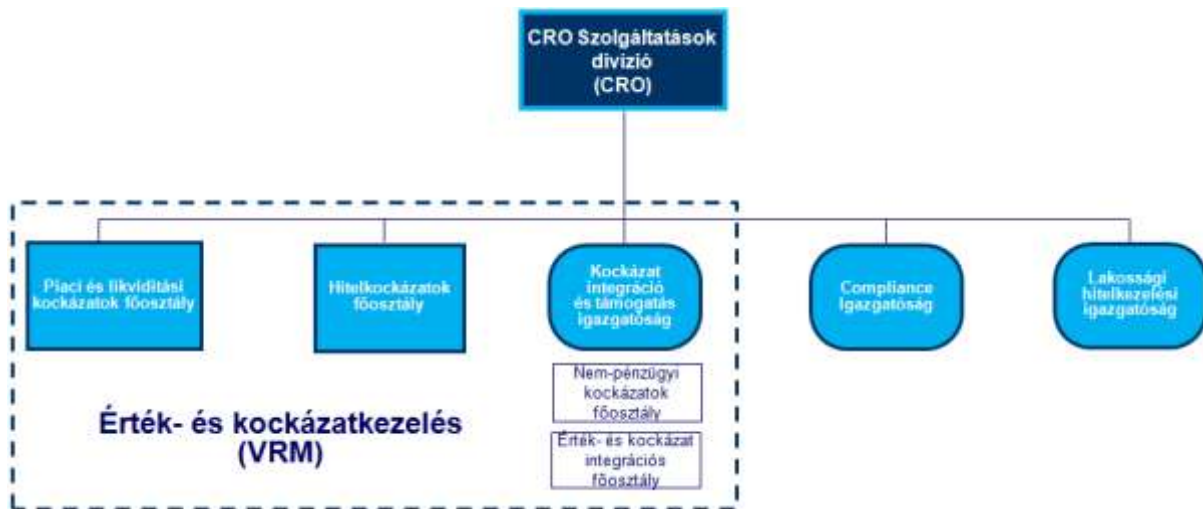 CRO Szolgáltatások
divízió
(CRO)
Piaci és likviditási
kockázatok főosztály
Hitelkockázatok
főosztály
Kockázat
integráció
és támogatás
igazgatóság
Compliance
Igazgatóság
Lakossági
hitelkezelési
igazgatóság
Nem-pénzügyi
kockázatok
főosztály
Érték- és kockázat
integrációs
főosztály
Érték- és kockázatkezelés
(VRM)